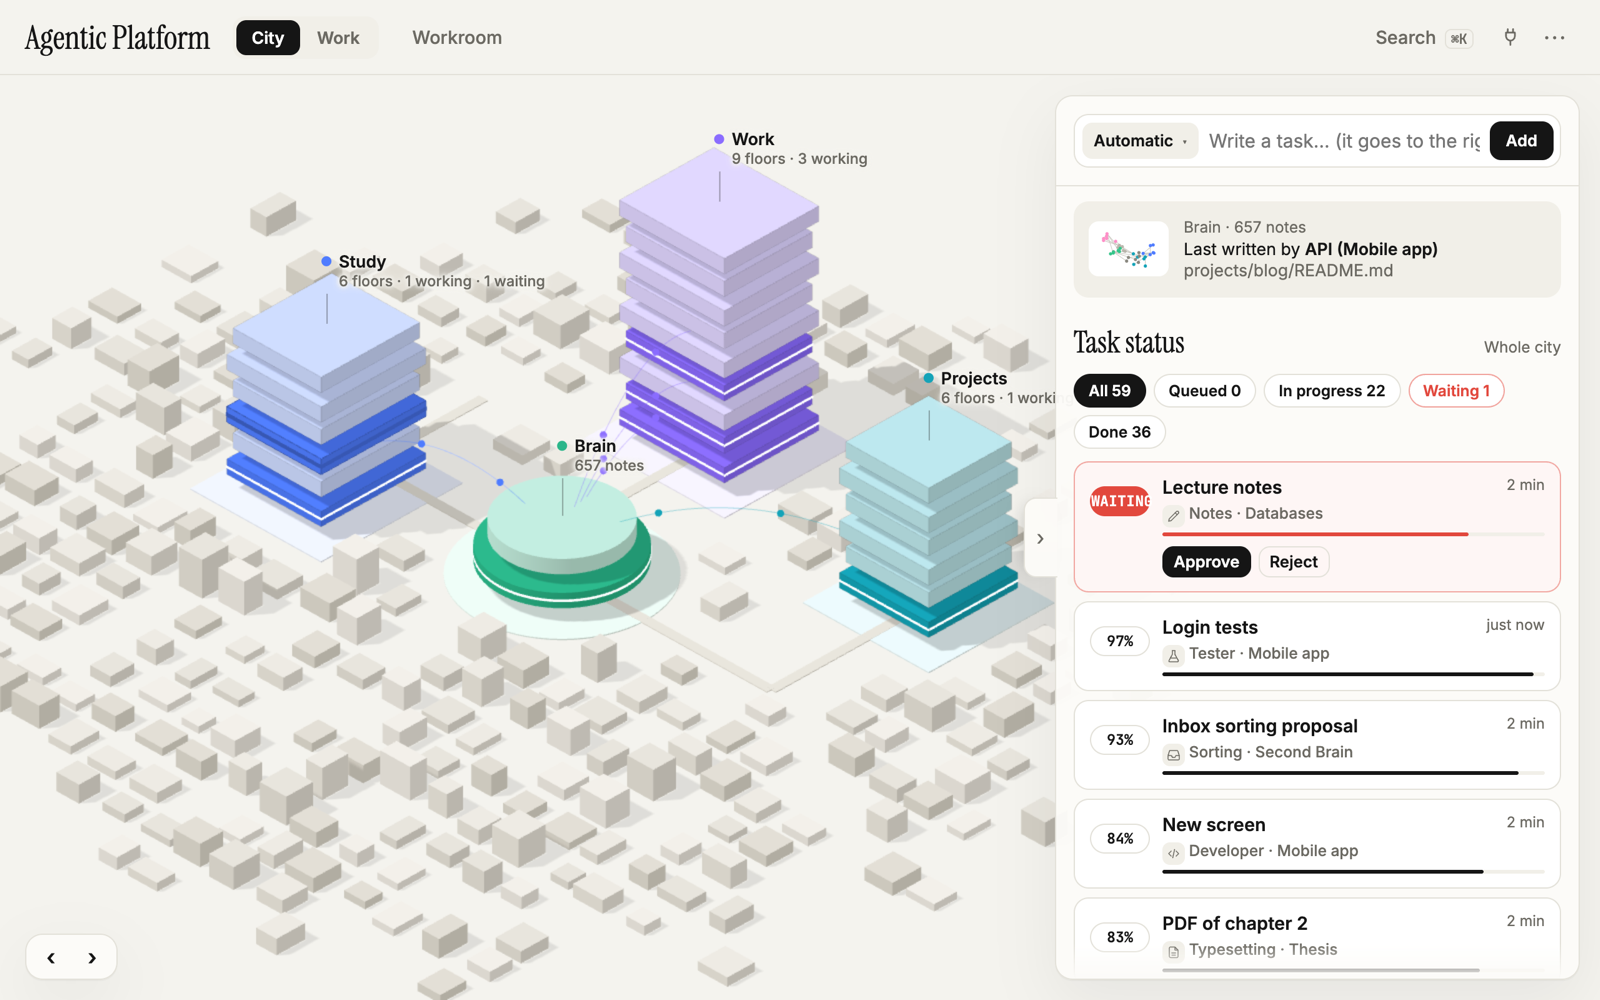 Agentic Platform
City
Work
Workroom
Search ⌘K
Work
9 floors · 3 working
Study
6 floors · 1 working · 1 waiting
Projects
6 floors · 1 worki
Brain
657 notes
Automatic
Write a task... (it goes to the rig
Add
Brain · 657 notes
Last written by API (Mobile app)
projects/blog/README.md
Task status
Whole city
All 59
Queued 0
In progress 22
Waiting 1
Done 36
WAITING
Lecture notes
2 min
Notes · Databases
Approve
Reject
97%
Login tests
just now
Tester · Mobile app
93%
Inbox sorting proposal
2 min
Sorting · Second Brain
84%
New screen
2 min
Developer · Mobile app
83%
PDF of chapter 2
2 min
Typesetting · Thesis